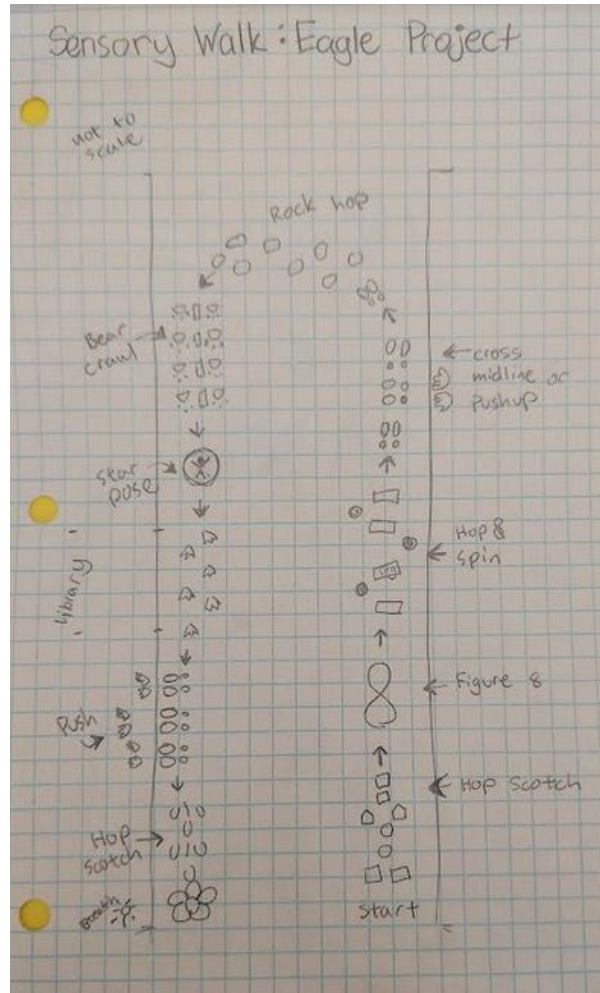 Sensory Walk: Eagle Project
not to
scale
Rock hop
Bear
crawl
cross
midline or
pushup
star
pose
Hop &
Spin
library
Figure 8
Push
Hop Scotch
Hop
Scotch
Breath
Start